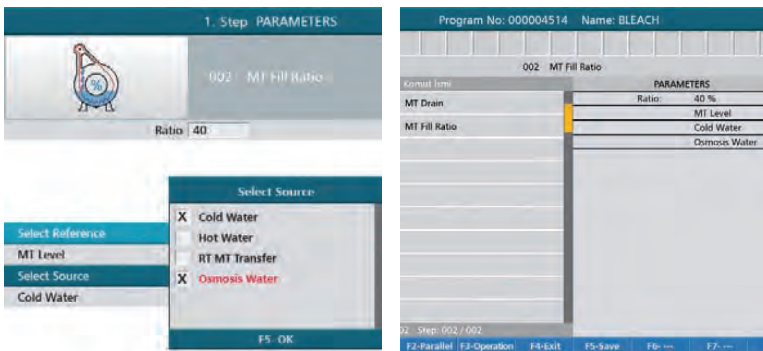 1. Step PARAMETERS
002 MT Fill Ratio
%
Ratio 40
Select Source
X Cold Water
Hot Water
RT MT Transfer
X Osmosis Water
F5 OK
Select Reference
MT Level
Select Source
Cold Water
Program No: 000004514 Name: BLEACH
002 MT Fill Ratio
Komut Ismi
MT Drain
MT Fill Ratio
PARAMETERS
Ratio: 40 %
MT Level
Cold Water
Osmosis Water
02 Step: 002 / 002
F2-Parallel F3-Operation F4-Exit F5-Save F6- --- F7- ---